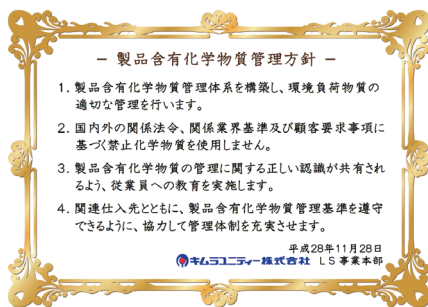 ― 製品含有化学物質管理方針 ―
1. 製品含有化学物質管理体系を構築し、環境負荷物質の
適切な管理を行います。
2. 国内外の関係法令、関係業界基準及び顧客要求事項に
基づく禁止化学物質を使用しません。
3. 製品含有化学物質の管理に関する正しい認識が共有され
るよう、従業員への教育を実施します。
4. 関連仕入先とともに、製品含有化学物質管理基準を遵守
できるように、協力して管理体制を充実させます。
平成28年11月28日
キムラユニティー株式会社 LS事業本部